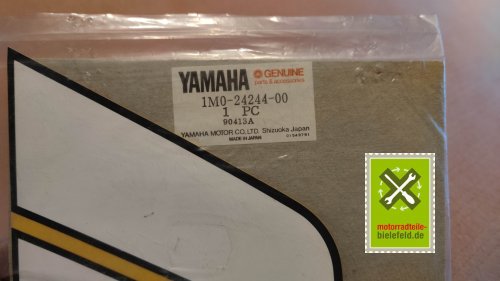 YAMAHA GENUINE
parts & accessories
1M0-24244-00
1 PC
90413A
YAMAHA MOTOR CO.,LTD. Shizuoka Japan
MADE IN JAPAN
motorradteile-
bielefeld.de